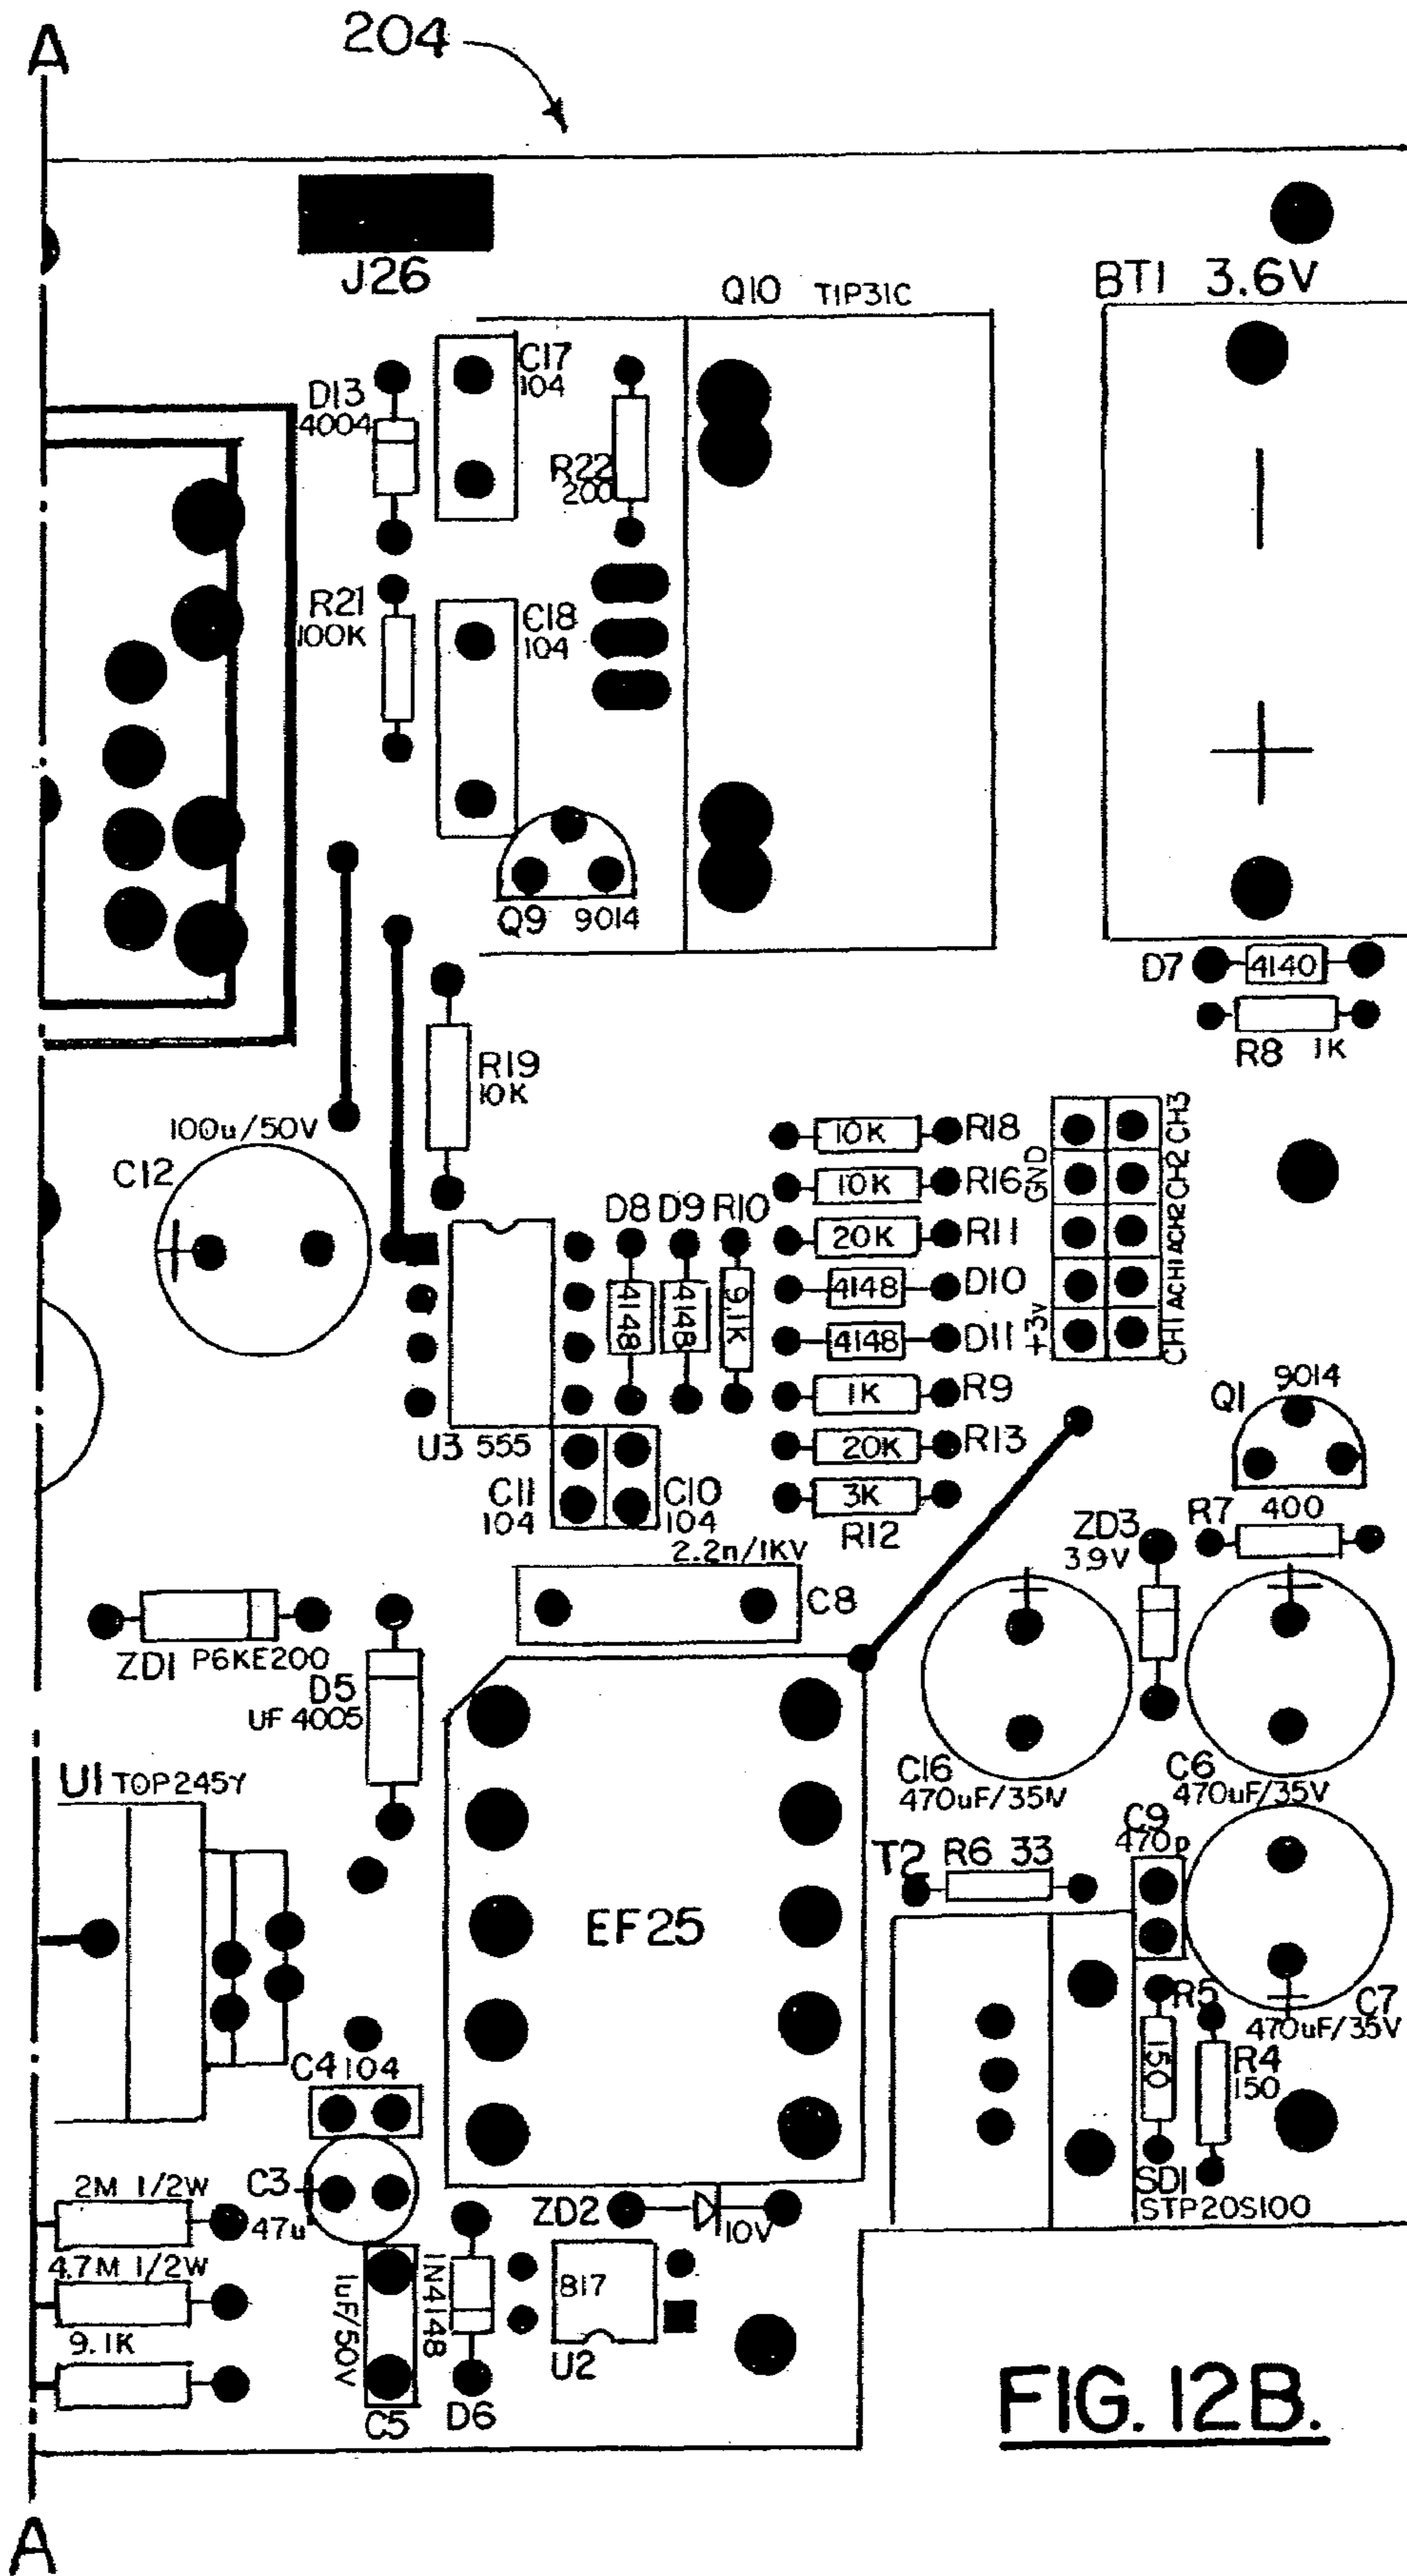 A
204
J26
Q10 TIP31C
BT1 3.6V
C17
104
D13
4004
R22
200
R21
100K
C18
104
Q9 9014
D7 4140
R8 1K
R19
10K
100u/50V
C12
10K R18
10K R16
20K R11
4148 D10
4148 D11
1K R9
20K R13
3K
R12
GND
+3v
CH3
CH2
ACH2
ACH1
CH1
D8 D9 R10
4148
4148
9.1K
U3 555
C11
104
C10
104
9014
Q1
R7 400
ZD3
3.9V
2.2n/1KV
C8
ZD1 P6KE200
D5
UF 4005
C16
470uF/35V
C6
470uF/35V
U1 TOP245Y
C9
470p
T2 R6 33
EF25
R5
150
C7
470uF/35V
R4
150
C4 104
SD1
STP20S100
2M 1/2W
C3
47u
ZD2 10V
4.7M 1/2W
1uF/50V
1N4148
817
U2
9.1K
C5 D6
FIG. 12B.
A